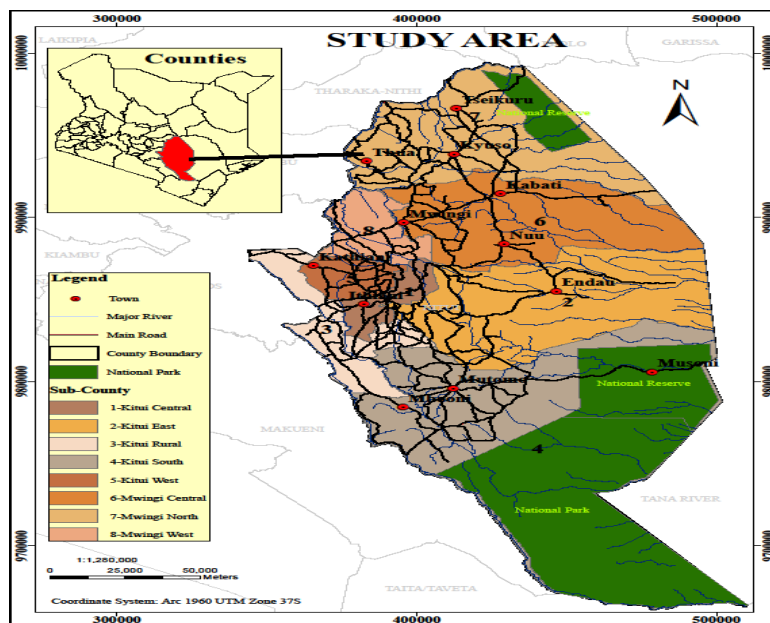 300000
400000
500000
LAIKIPIA
GARISSA
STUDY AREA
Counties
THARAKA-NITHI
N
Tseikuru
7
National Reserve
Kyuso
Thua
Kabati
Mwingi
6
8
Nuu
KIAMBU
Endau
2
3
Legend
Town
Major River
Main Road
County Boundary
National Park
Sub-County
1-Kitui Central
2-Kitui East
3-Kitui Rural
4-Kitui South
5-Kitui West
6-Mwingi Central
7-Mwingi North
8-Mwingi West
Musoni
National Reserve
Mutomo
MAKUENI
4
TANA RIVER
National Park
1:1,280,000
0
25,000
50,000
Meters
TAITA/TAVETA
Coordinate System: Arc 1960 UTM Zone 37S
300000
400000
500000